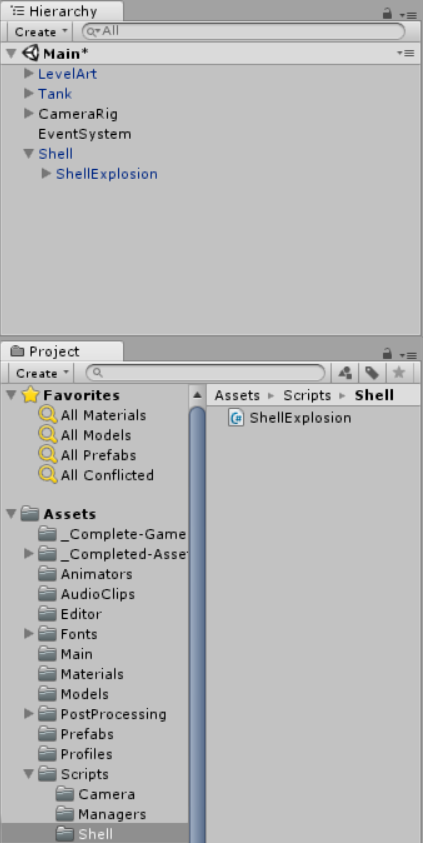 Hierarchy
Create All
Main*
LevelArt
Tank
CameraRig
EventSystem
Shell
ShellExplosion
Project
Create
Favorites
All Materials
All Models
All Prefabs
All Conflicted
Assets
_Complete-Game
_Completed-Asse
Animators
AudioClips
Editor
Fonts
Main
Materials
Models
PostProcessing
Prefabs
Profiles
Scripts
Camera
Managers
Shell
Assets Scripts Shell
ShellExplosion